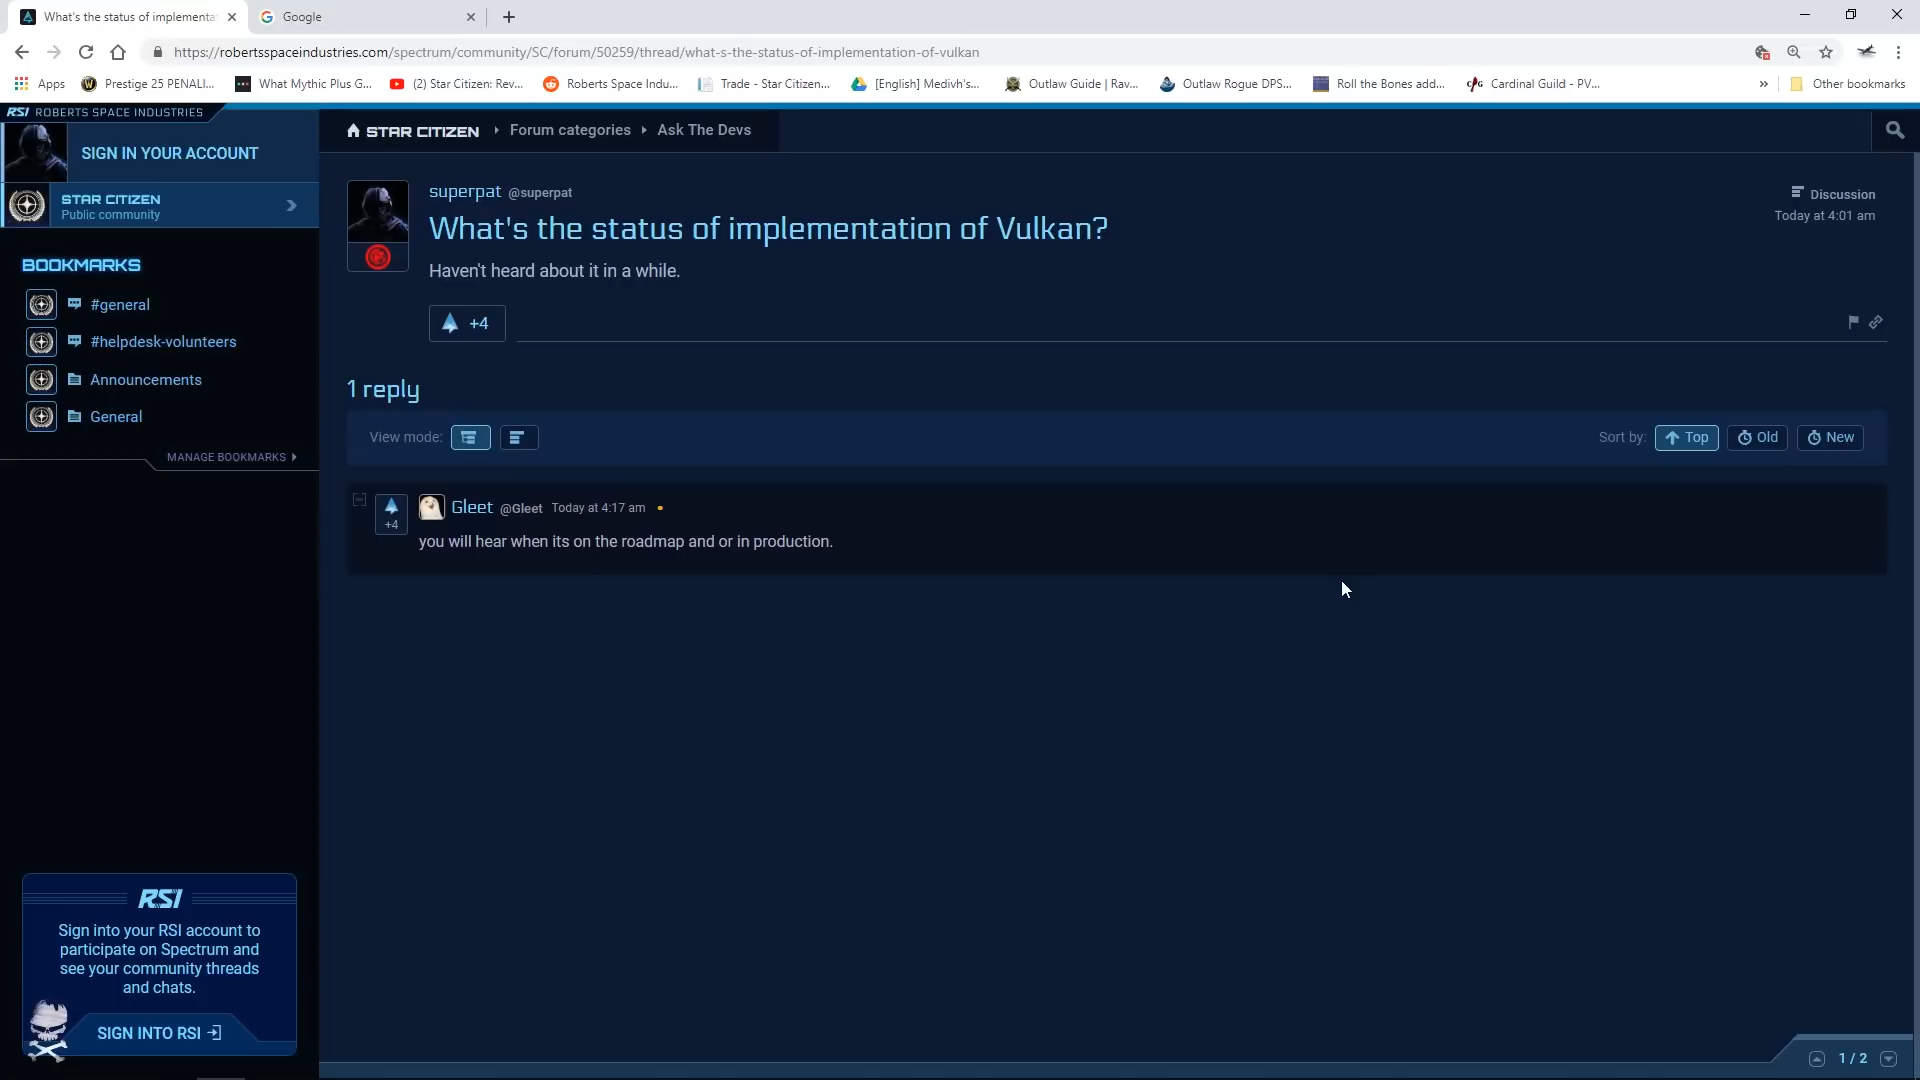 What's the status of implementa
Google
https://robertsspaceindustries.com/spectrum/community/SC/forum/50259/thread/what-s-the-status-of-implementation-of-vulkan
Apps
Prestige 25 PENALI...
What Mythic Plus G...
(2) Star Citizen: Rev...
Roberts Space Indu...
Trade - Star Citizen...
[English] Medivh's...
Outlaw Guide | Rav...
Outlaw Rogue DPS...
Roll the Bones add...
Cardinal Guild - PV...
»
Other bookmarks
RSI ROBERTS SPACE INDUSTRIES
SIGN IN YOUR ACCOUNT
STAR CITIZEN
Public community
BOOKMARKS
#general
#helpdesk-volunteers
Announcements
General
MANAGE BOOKMARKS
STAR CITIZEN
Forum categories
Ask The Devs
superpat @superpat
What's the status of implementation of Vulkan?
Haven't heard about it in a while.
+4
Discussion
Today at 4:01 am
1 reply
View mode:
Sort by:
Top
Old
New
[-]
+4
Gleet @Gleet Today at 4:17 am
you will hear when its on the roadmap and or in production.
RSI
Sign into your RSI account to
participate on Spectrum and
see your community threads
and chats.
SIGN INTO RSI
1 / 2